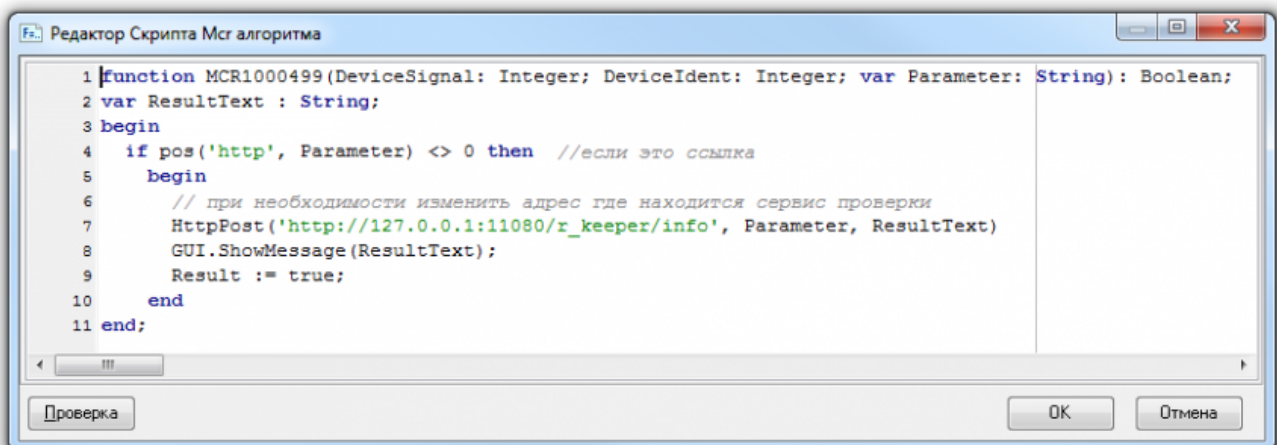 Редактор Скрипта Mcr алгоритма
1 function MCR1000499(DeviceSignal: Integer; DeviceIdent: Integer; var Parameter: String): Boolean;
2 var ResultText : String;
3 begin
4 if pos('http', Parameter) <> 0 then //если это ссылка
5 begin
6 // при необходимости изменить адрес где находится сервис проверки
7 HttpPost('http://127.0.0.1:11080/r_keeper/info', Parameter, ResultText)
8 GUI.ShowMessage(ResultText);
9 Result := true;
10 end
11 end;
Проверка OK Отмена